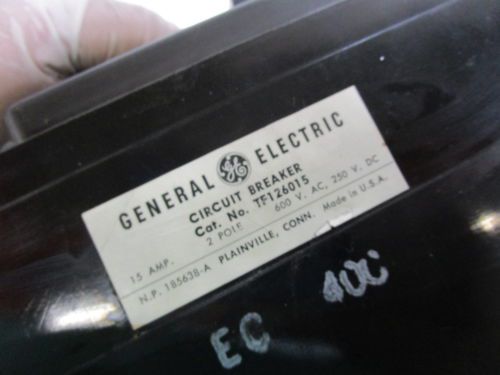 GENERAL GE ELECTRIC
CIRCUIT BREAKER
Cat. No. TF126015
15 AMP. 2 POLE 600 V. AC, 250 V. DC
N.P. 185638-A PLAINVILLE, CONN. Made in U.S.A.
EC 40C